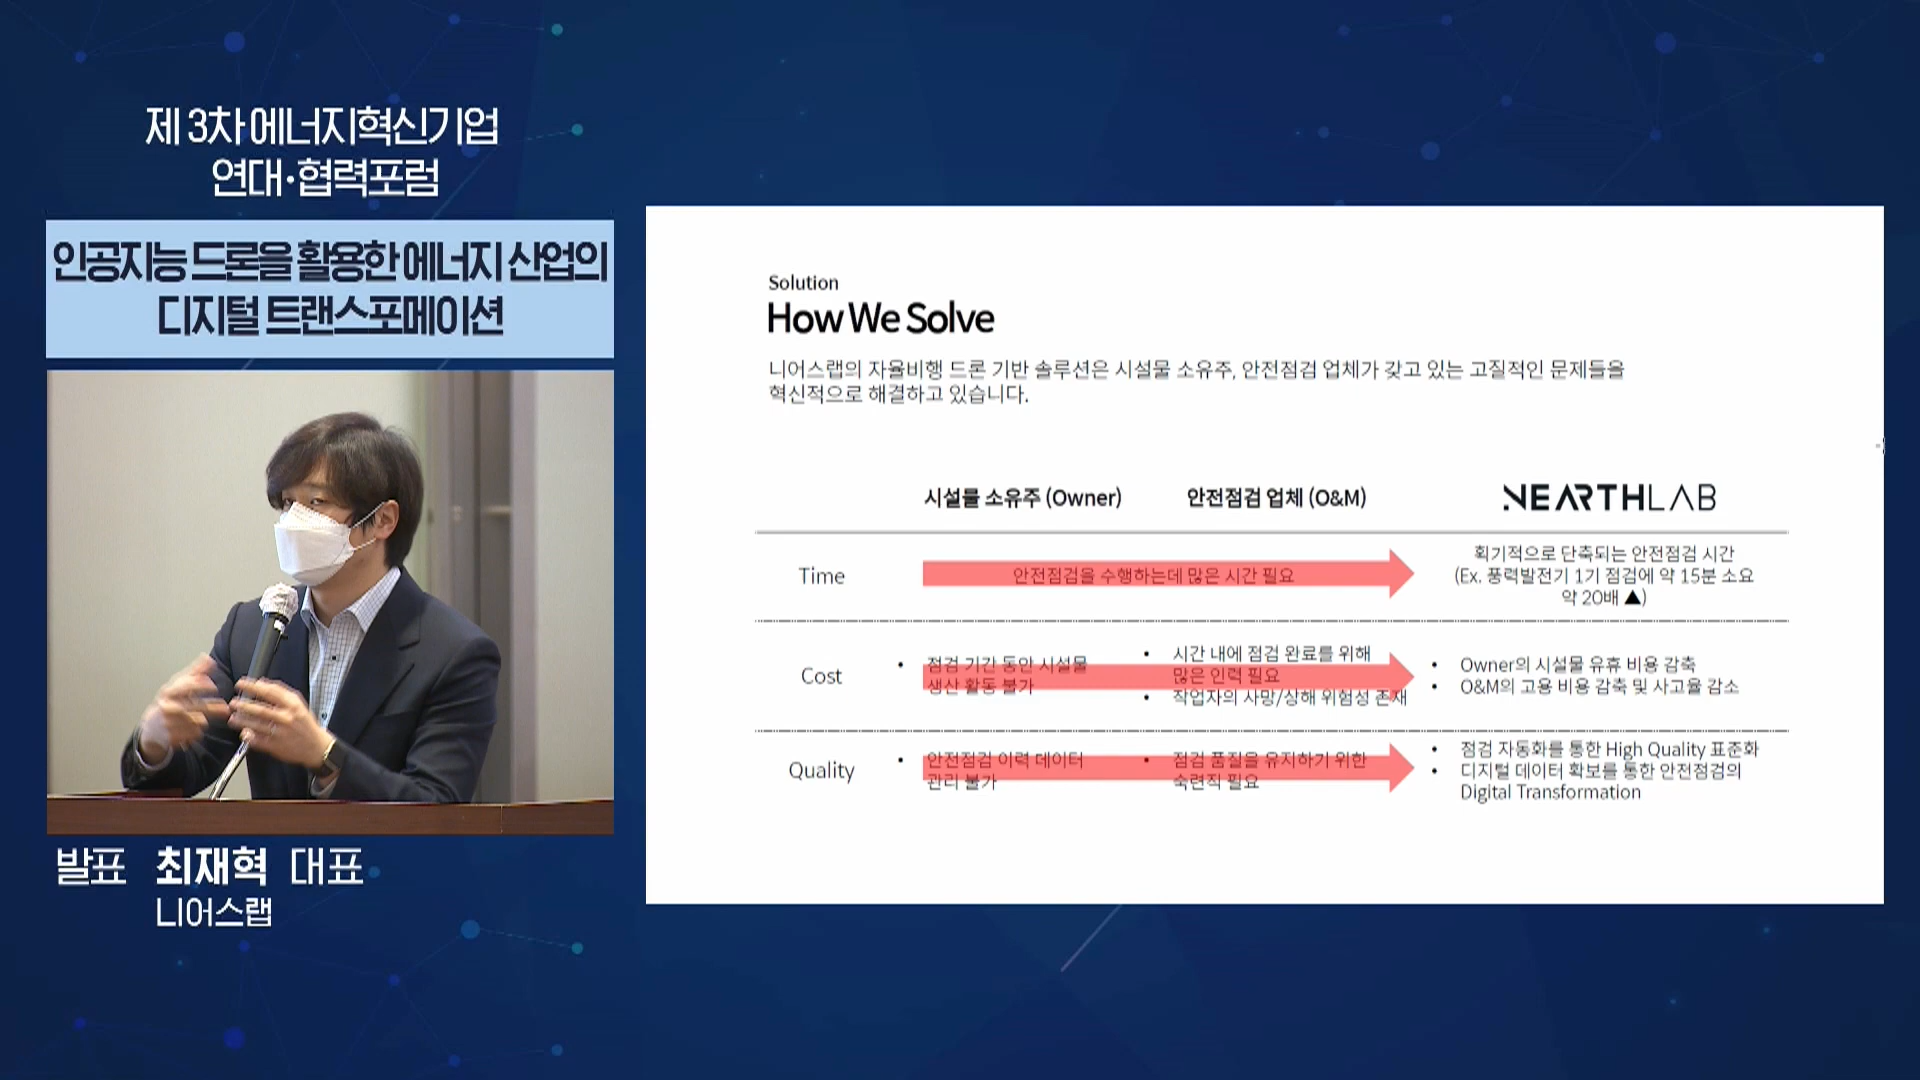 제 3차 에너지혁신기업
연대·협력포럼
인공지능 드론을 활용한 에너지 산업의
디지털 트랜스포메이션
발표 최재혁 대표
니어스랩
Solution
How We Solve
니어스랩의 자율비행 드론 기반 솔루션은 시설물 소유주, 안전점검 업체가 갖고 있는 고질적인 문제들을
혁신적으로 해결하고 있습니다.
시설물 소유주 (Owner)
안전점검 업체 (O&M)
NEARTHLAB
Time
안전점검을 수행하는데 많은 시간 필요
획기적으로 단축되는 안전점검 시간
(Ex. 풍력발전기 1기 점검에 약 15분 소요
약 20배 ▲)
Cost
• 점검 기간 동안 시설물
생산 활동 불가
• 시간 내에 점검 완료를 위해
많은 인력 필요
• 작업자의 사망/상해 위험성 존재
• Owner의 시설물 유휴 비용 감축
• O&M의 고용 비용 감축 및 사고율 감소
Quality
• 안전점검 이력 데이터
관리 불가
• 점검 품질을 유지하기 위한
숙련직 필요
• 점검 자동화를 통한 High Quality 표준화
• 디지털 데이터 확보를 통한 안전점검의
Digital Transformation